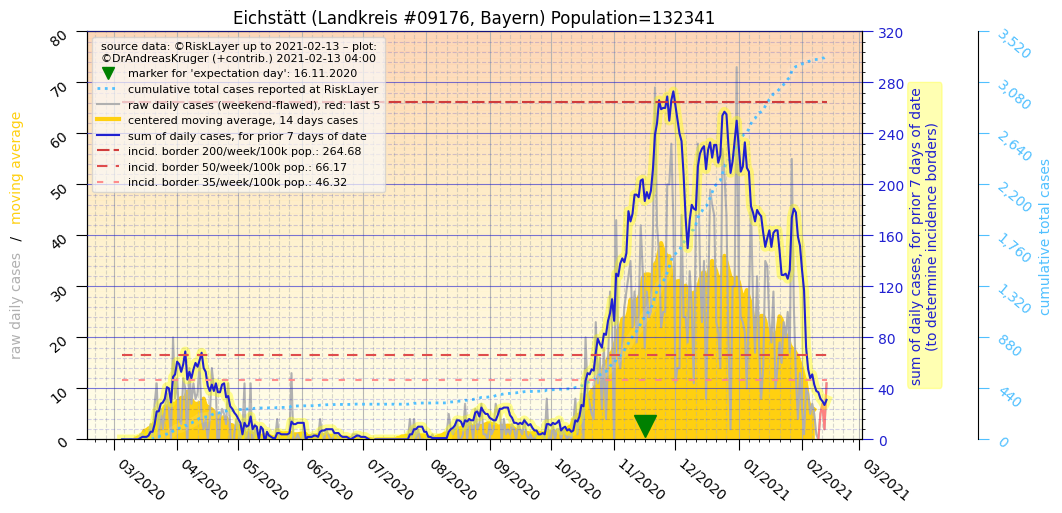 Eichstätt (Landkreis #09176, Bayern) Population=132341
source data: ©RiskLayer up to 2021-02-13 – plot:
©DrAndreasKruger (+contrib.) 2021-02-13 04:00
marker for 'expectation day': 16.11.2020
cumulative total cases reported at RiskLayer
raw daily cases (weekend-flawed), red: last 5
centered moving average, 14 days cases
sum of daily cases, for prior 7 days of date
incid. border 200/week/100k pop.: 264.68
incid. border 50/week/100k pop.: 66.17
incid. border 35/week/100k pop.: 46.32
raw daily cases / moving average
80
70
60
50
40
30
20
10
0
03/2020
04/2020
05/2020
06/2020
07/2020
08/2020
09/2020
10/2020
11/2020
12/2020
01/2021
02/2021
03/2021
320
280
240
200
160
120
80
40
0
sum of daily cases, for prior 7 days of date
(to determine incidence borders)
3,520
3,080
2,640
2,200
1,760
1,320
880
440
0
cumulative total cases